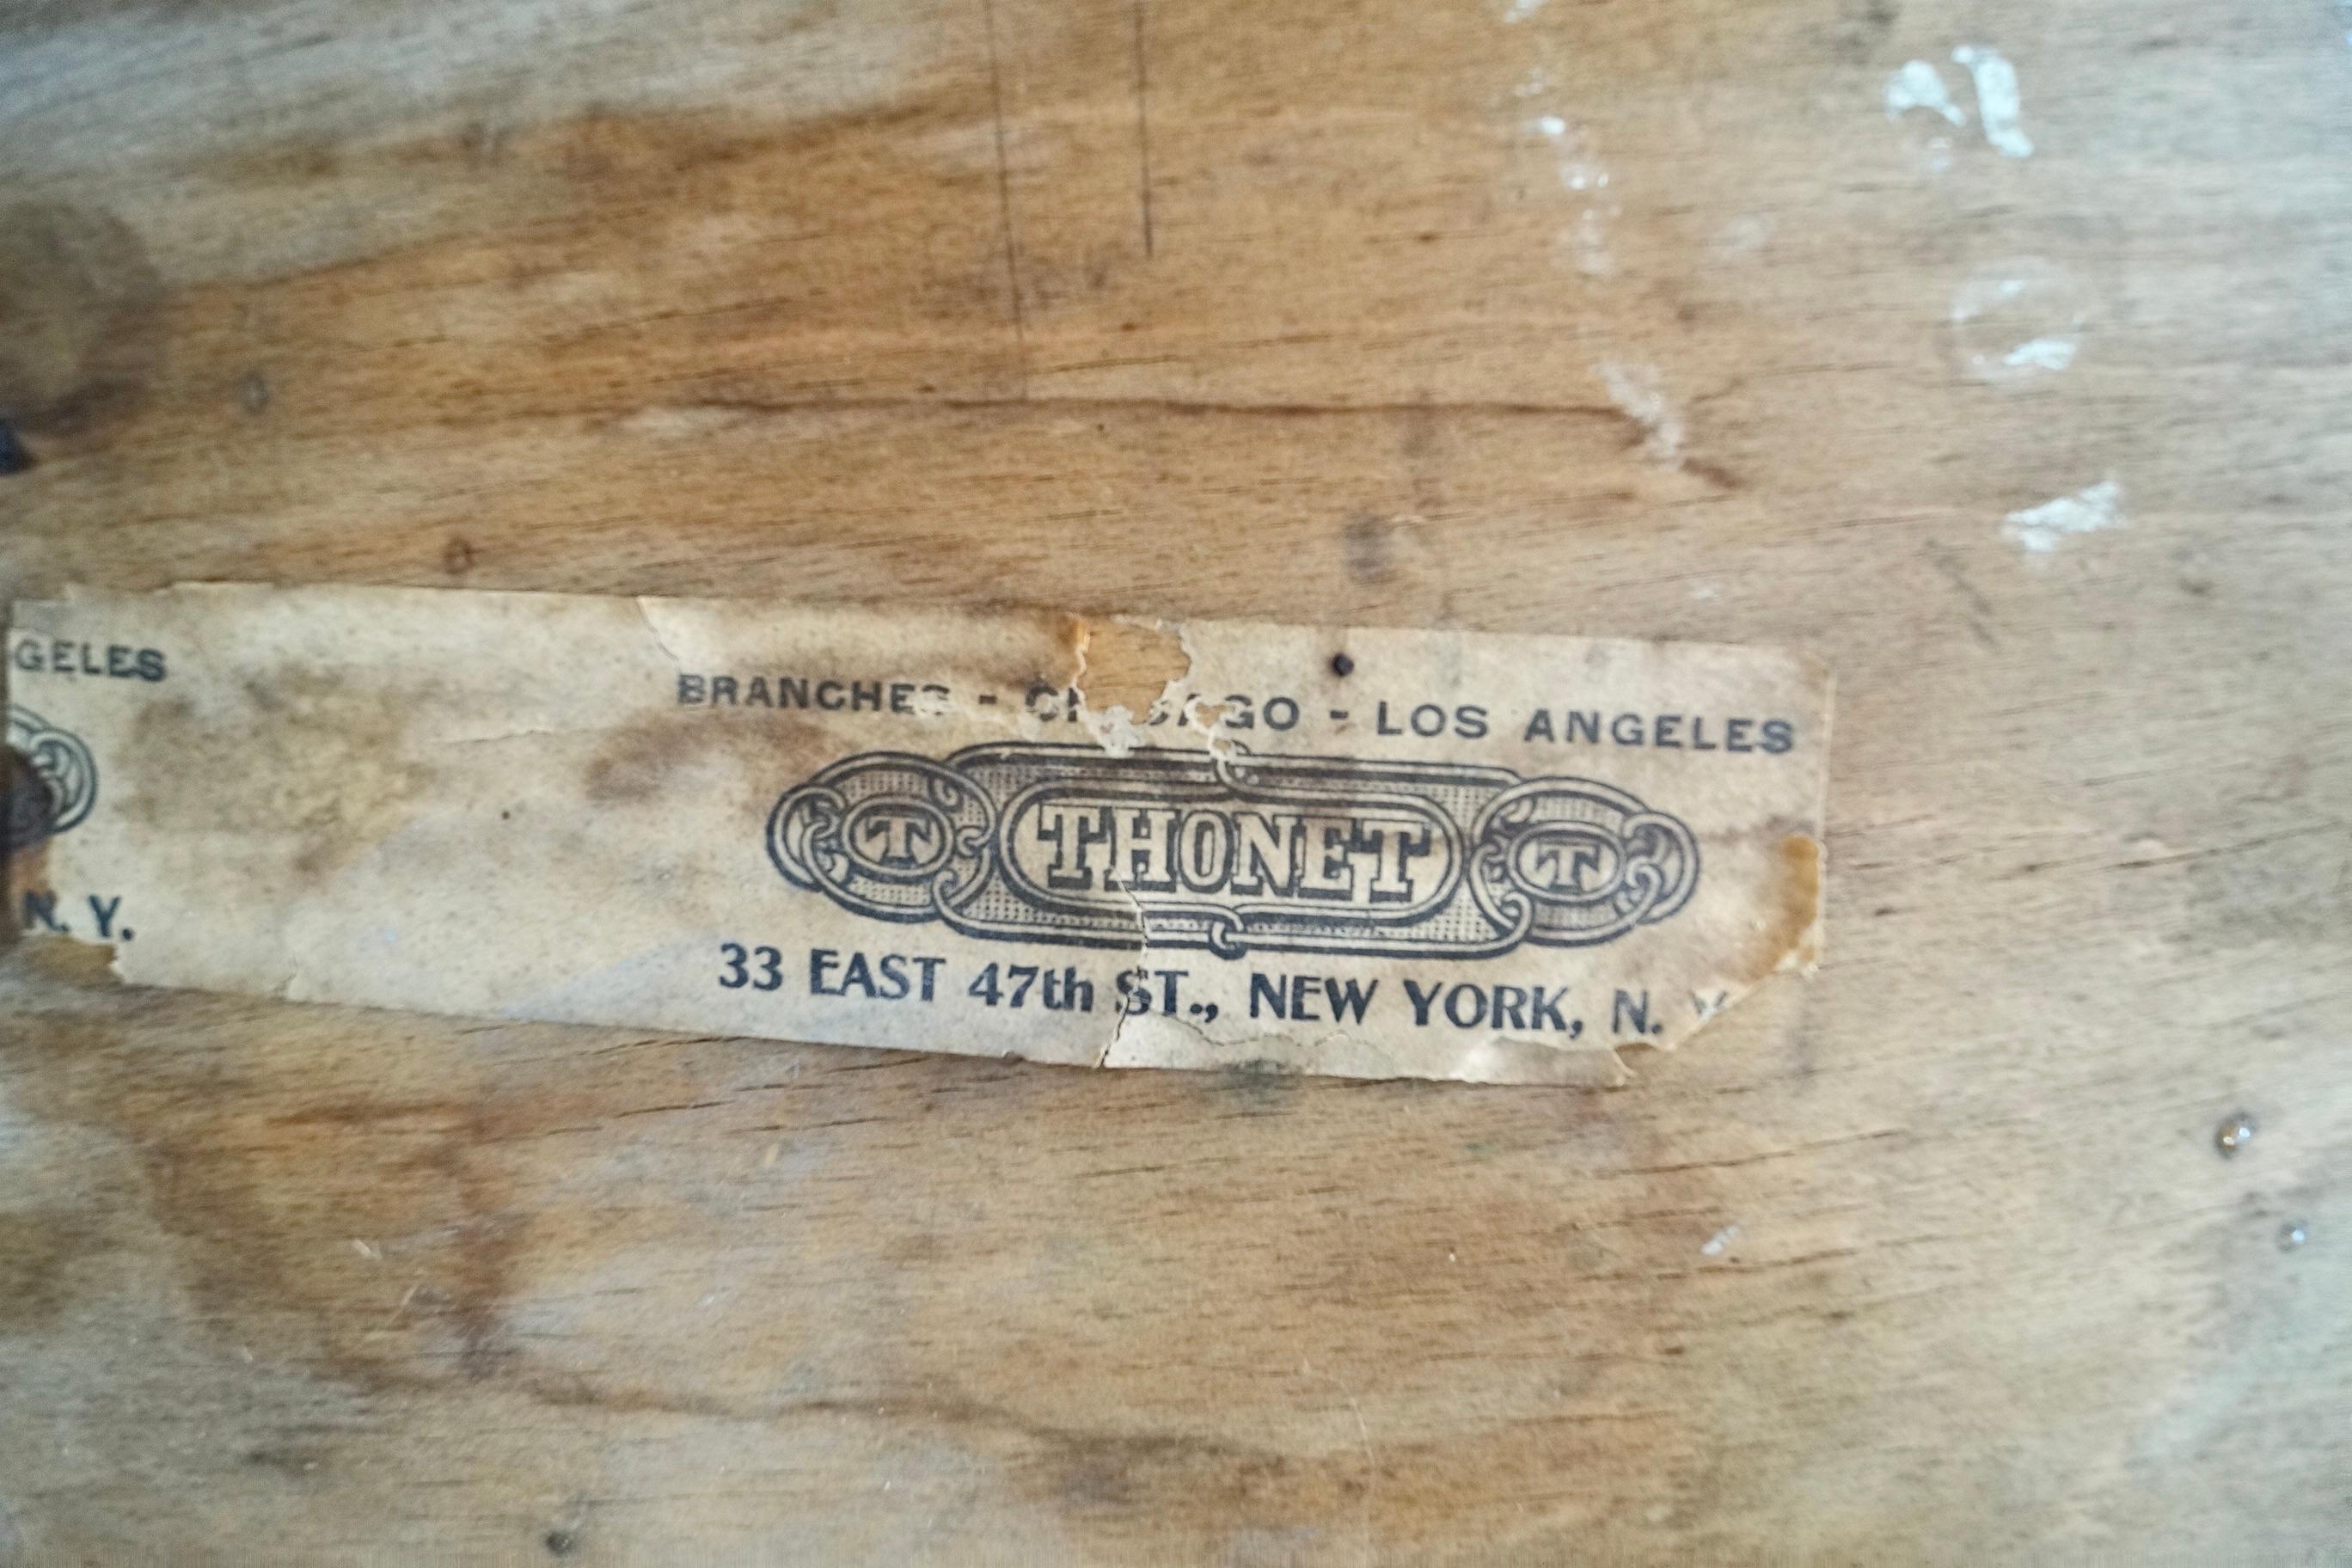 GELES
N. Y.
BRANCHES - CHICAGO - LOS ANGELES
T THONET T
33 EAST 47th ST., NEW YORK, N. Y